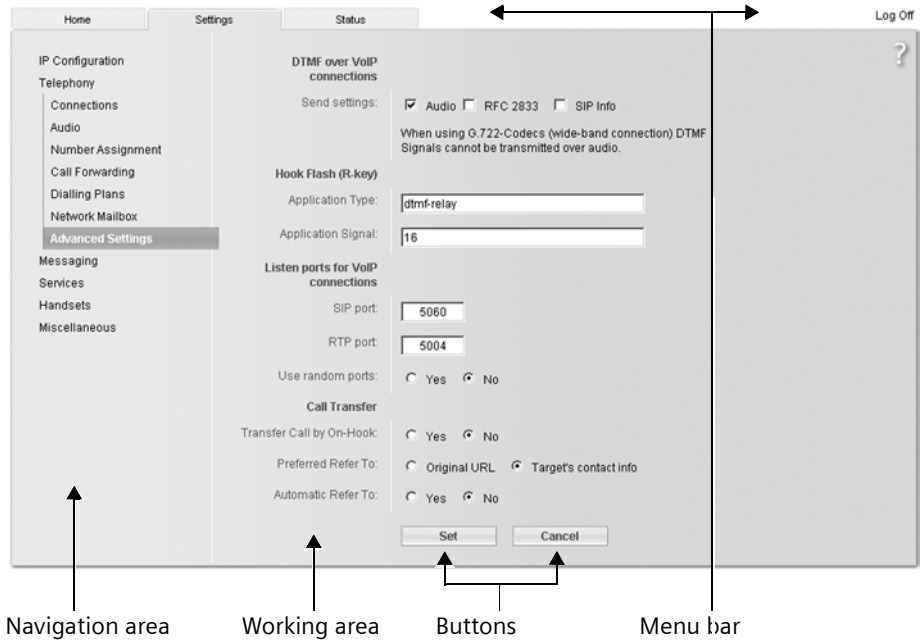 Home Settings Status Log Off
?
IP Configuration
Telephony
Connections
Audio
Number Assignment
Call Forwarding
Dialling Plans
Network Mailbox
Advanced Settings
Messaging
Services
Handsets
Miscellaneous
DTMF over VoIP
connections
Send settings: Audio RFC 2833 SIP Info
When using G.722-Codecs (wide-band connection) DTMF
Signals cannot be transmitted over audio.
Hook Flash (R-key)
Application Type: dtmf-relay
Application Signal: 16
Listen ports for VoIP
connections
SIP port: 5060
RTP port: 5004
Use random ports: Yes No
Call Transfer
Transfer Call by On-Hook: Yes No
Preferred Refer To: Original URL Target's contact info
Automatic Refer To: Yes No
Set Cancel
Navigation area Working area Buttons Menu bar